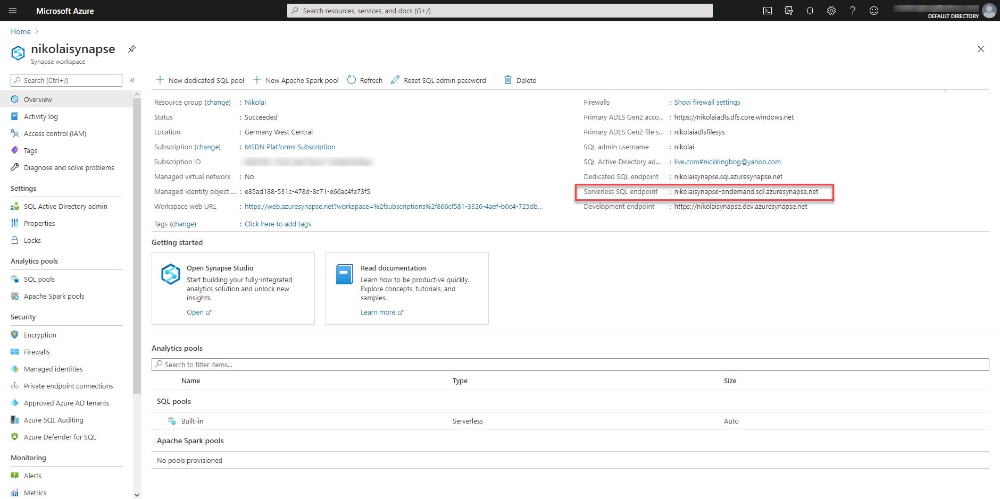 Microsoft Azure
Search resources, services, and docs (G+/)
DEFAULT DIRECTORY
Home
nikolaisynapse
Synapse workspace
Search (Ctrl+/)
«
New dedicated SQL pool
New Apache Spark pool
Refresh
Reset SQL admin password
Delete
Overview
Activity log
Access control (IAM)
Tags
Diagnose and solve problems
Settings
SQL Active Directory admin
Properties
Locks
Analytics pools
SQL pools
Apache Spark pools
Security
Encryption
Firewalls
Managed identities
Private endpoint connections
Approved Azure AD tenants
Azure SQL Auditing
Azure Defender for SQL
Monitoring
Alerts
Metrics
Resource group (change) : NikolaI
Status : Succeeded
Location : Germany West Central
Subscription (change) : MSDN Platforms Subscription
Subscription ID :
Managed virtual network : No
Managed Identity object ... : e85ad188-531c-478d-8c71-e66ac4fe73f5
Workspace web URL : https://web.azuresynapse.net?workspace=%2fsubscriptions%2f866cf581-3326-4aef-b0c4-725db...
Tags (change) : Click here to add tags
Firewalls : Show firewall settings
Primary ADLS Gen2 acco... : https://nikolaiadls.dfs.core.windows.net
Primary ADLS Gen2 file s... : nikolaiadlsfilesys
SQL admin username : nikolai
SQL Active Directory ad... : live.com#nickkingbog@yahoo.com
Dedicated SQL endpoint : nikolaisynapse.sql.azuresynapse.net
Serverless SQL endpoint : nikolaisynapse-ondemand.sql.azuresynapse.net
Development endpoint : https://nikolaisynapse.dev.azuresynapse.net
Getting started
Open Synapse Studio
Start building your fully-integrated
analytics solution and unlock new
insights.
Open
Read documentation
Learn how to be productive quickly.
Explore concepts, tutorials, and
samples.
Learn more
Analytics pools
Search to filter items...
Name Type Size
SQL pools
Built-in Serverless Auto
Apache Spark pools
No pools provisioned